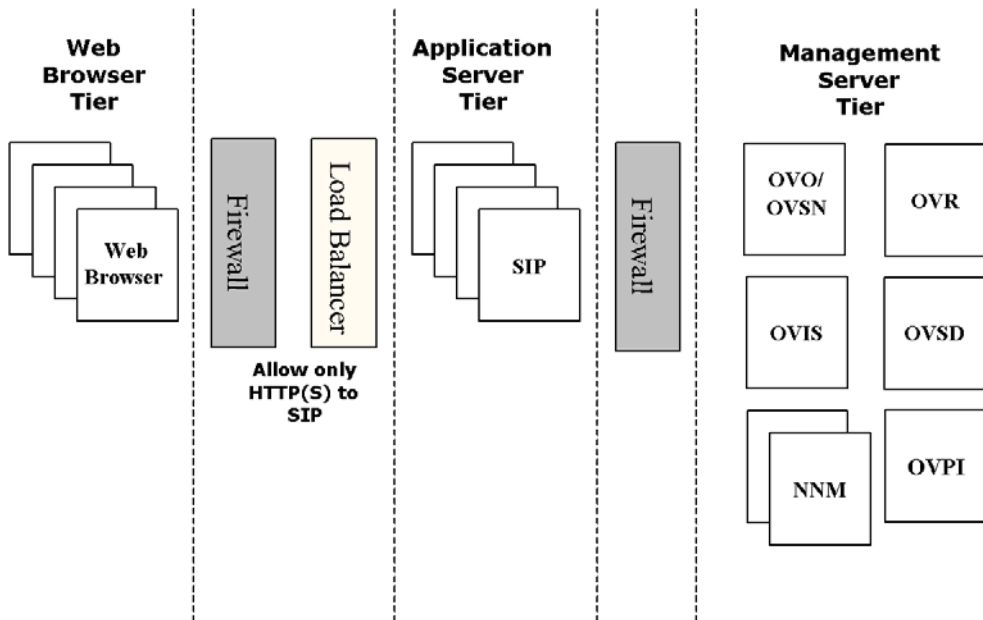 Web
Browser
Tier
Application
Server
Tier
Management
Server
Tier
Web
Browser
Firewall
Load Balancer
Allow only
HTTP(S) to
SIP
SIP
Firewall
OVO/
OVSN
OVR
OVIS
OVSD
NNM
OVPI